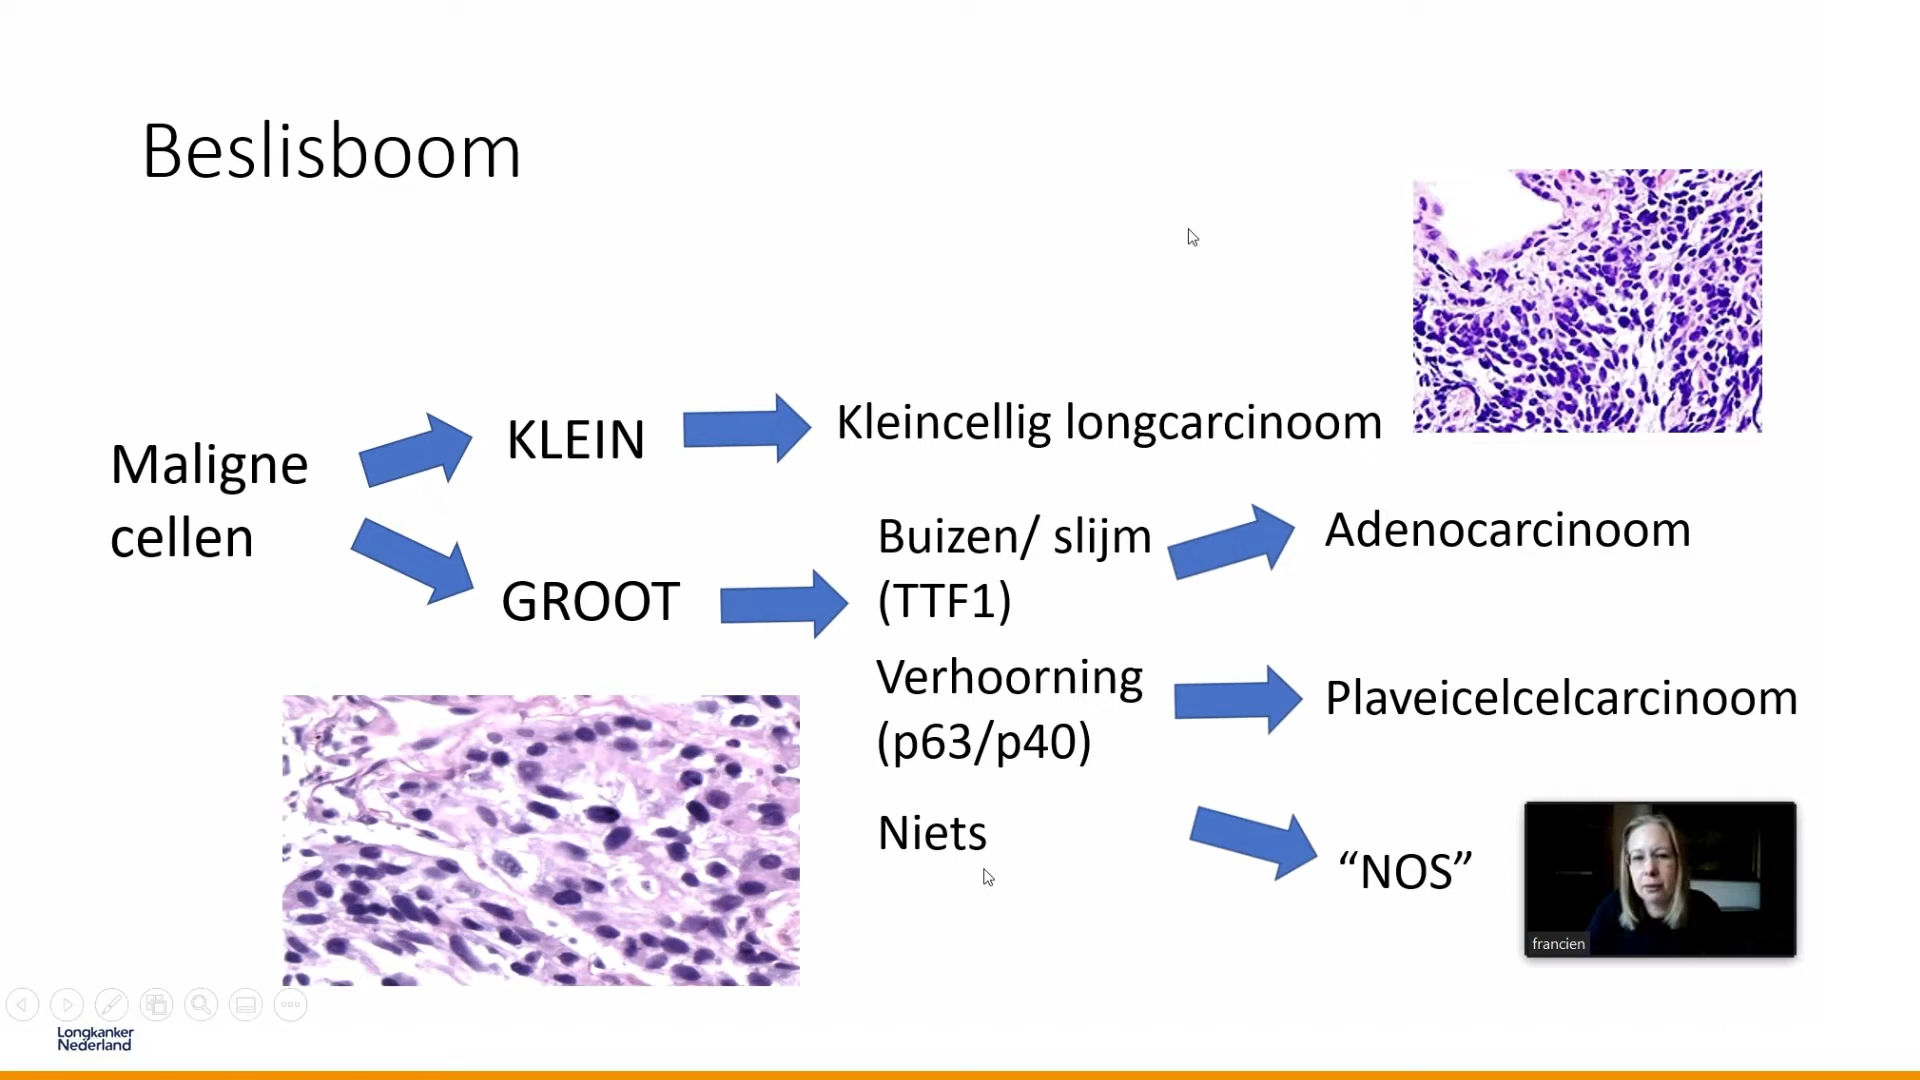 Beslisboom
Maligne
cellen
KLEIN
Kleincellig longcarcinoom
GROOT
Buizen/ slijm
(TTF1)
Adenocarcinoom
Verhoorning
(p63/p40)
Plaveicelcelcarcinoom
Niets
“NOS”
francien
Longkanker
Nederland